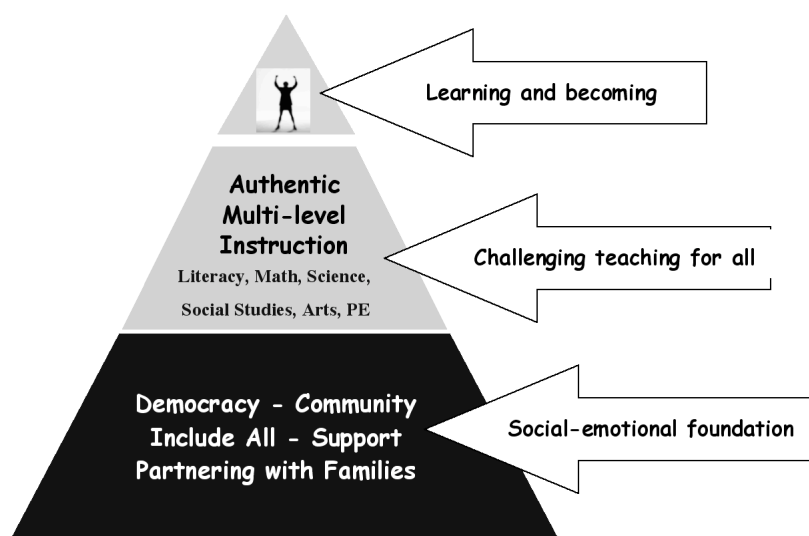 Learning and becoming
Authentic
Multi-level
Instruction
Literacy, Math, Science,
Social Studies, Arts, PE
Challenging teaching for all
Democracy - Community
Include All - Support
Partnering with Families
Social-emotional foundation